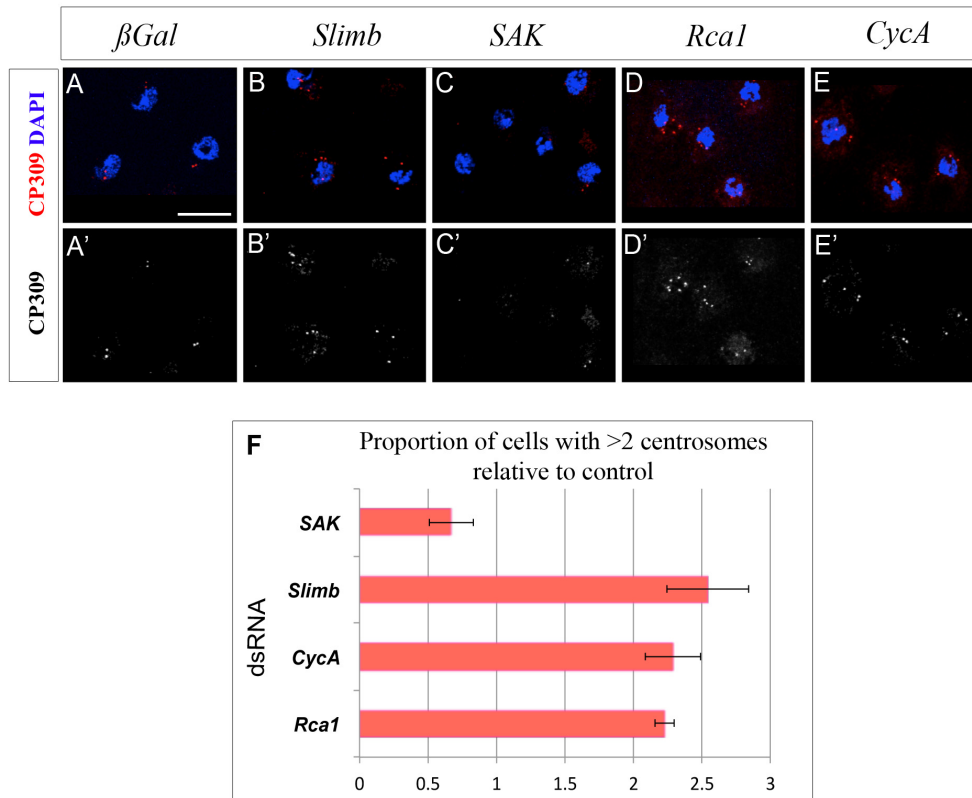 ßGal
Slimb
SAK
Rca1
CycA
CP309 DAPI
A
B
C
D
E
CP309
A'
B'
C'
D'
E'
F
Proportion of cells with >2 centrosomes
relative to control
dsRNA
SAK
Slimb
CycA
Rca1
0 0.5 1 1.5 2 2.5 3